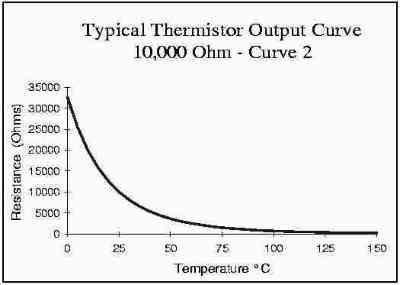 Typical Thermistor Output Curve
10,000 Ohm - Curve 2
Resistance (Ohms)
35000
30000
25000
20000
15000
10000
5000
0
0 25 50 75 100 125 150
Temperature °C